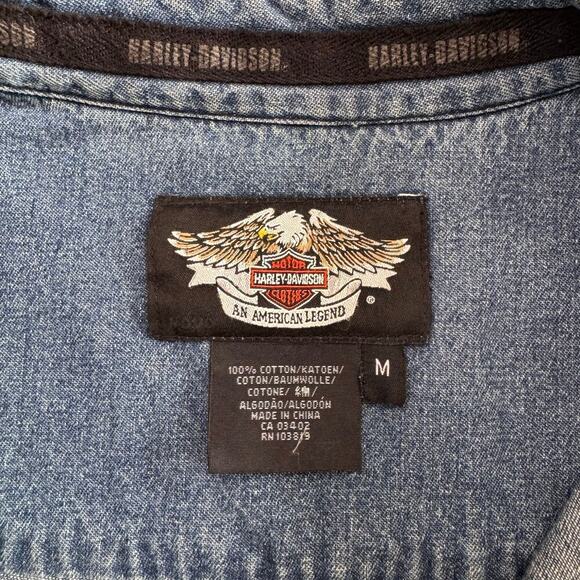 HARLEY-DAVIDSON HARLEY-DAVIDSON
MOTOR
HARLEY-DAVIDSON
CLOTHES
AN AMERICAN LEGEND ®
M
100% COTTON/KATOEN/
COTON/BAUMWOLLE/
COTONE/ 綿/
ALGODÃO/ALGODÓN
MADE IN CHINA
CA 03402
RN 103819